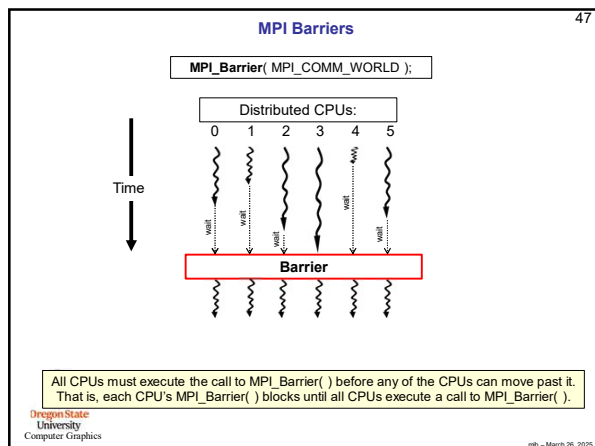 47
MPI Barriers
MPI_Barrier( MPI_COMM_WORLD );
Distributed CPUs:
0 1 2 3 4 5
Time
wait wait wait wait wait
Barrier
All CPUs must execute the call to MPI_Barrier( ) before any of the CPUs can move past it.
That is, each CPU's MPI_Barrier( ) blocks until all CPUs execute a call to MPI_Barrier( ).
Oregon State
University
Computer Graphics
mjb – March 26, 2025